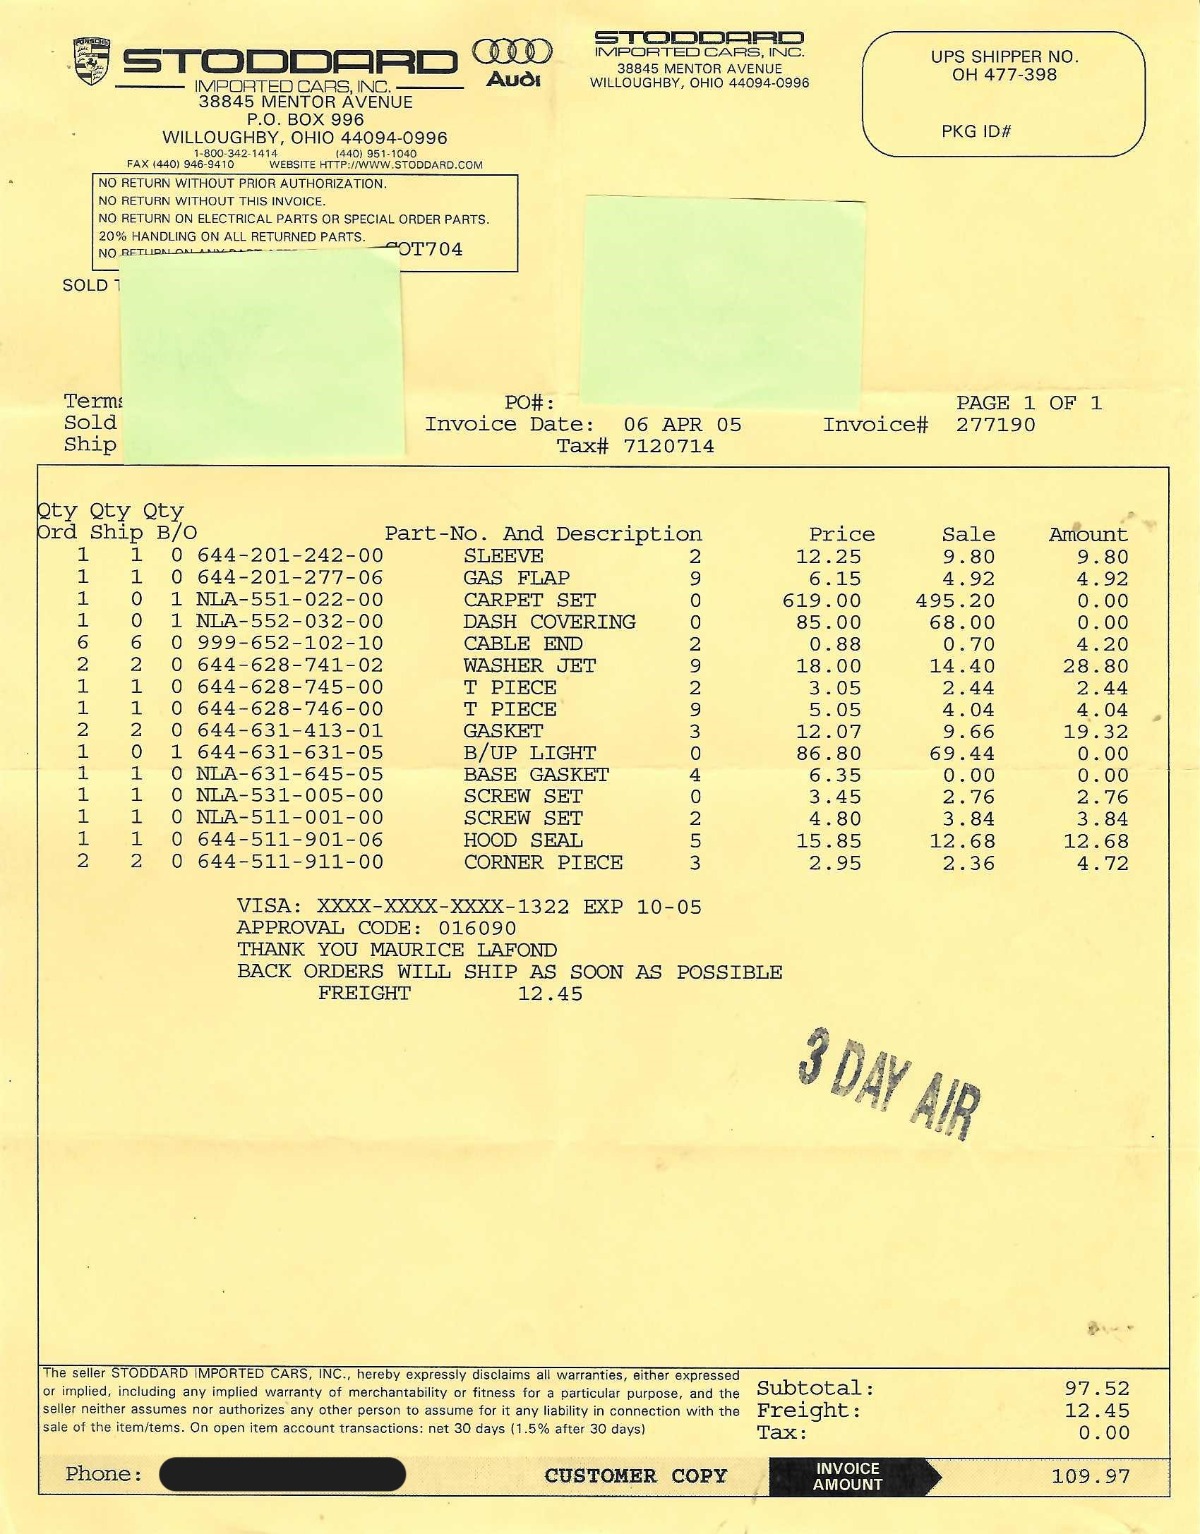 STODDARD
IMPORTED CARS, INC.
38845 MENTOR AVENUE
P.O. BOX 996
WILLOUGHBY, OHIO 44094-0996
1-800-342-1414 (440) 951-1040
FAX (440) 946-9410 WEBSITE HTTP://WWW.STODDARD.COM
PORSCHE
Audi
STODDARD
IMPORTED CARS, INC.
38845 MENTOR AVENUE
WILLOUGHBY, OHIO 44094-0996
UPS SHIPPER NO.
OH 477-398
PKG ID#
NO RETURN WITHOUT PRIOR AUTHORIZATION.
NO RETURN WITHOUT THIS INVOICE.
NO RETURN ON ELECTRICAL PARTS OR SPECIAL ORDER PARTS.
20% HANDLING ON ALL RETURNED PARTS.
NO RETURN ON ANY PART COT704
SOLD
Terms PO#: PAGE 1 OF 1
Sold Invoice Date: 06 APR 05 Invoice# 277190
Ship Tax# 7120714
Qty Qty Qty
Ord Ship B/O Part-No. And Description Price Sale Amount
1 1 0 644-201-242-00 SLEEVE 2 12.25 9.80 9.80
1 1 0 644-201-277-06 GAS FLAP 9 6.15 4.92 4.92
1 0 1 NLA-551-022-00 CARPET SET 0 619.00 495.20 0.00
1 0 1 NLA-552-032-00 DASH COVERING 0 85.00 68.00 0.00
6 6 0 999-652-102-10 CABLE END 2 0.88 0.70 4.20
2 2 0 644-628-741-02 WASHER JET 9 18.00 14.40 28.80
1 1 0 644-628-745-00 T PIECE 2 3.05 2.44 2.44
1 1 0 644-628-746-00 T PIECE 9 5.05 4.04 4.04
2 2 0 644-631-413-01 GASKET 3 12.07 9.66 19.32
1 0 1 644-631-631-05 B/UP LIGHT 0 86.80 69.44 0.00
1 1 0 NLA-631-645-05 BASE GASKET 4 6.35 0.00 0.00
1 1 0 NLA-531-005-00 SCREW SET 0 3.45 2.76 2.76
1 1 0 NLA-511-001-00 SCREW SET 2 4.80 3.84 3.84
1 1 0 644-511-901-06 HOOD SEAL 5 15.85 12.68 12.68
2 2 0 644-511-911-00 CORNER PIECE 3 2.95 2.36 4.72
VISA: XXXX-XXXX-XXXX-1322 EXP 10-05
APPROVAL CODE: 016090
THANK YOU MAURICE LAFOND
BACK ORDERS WILL SHIP AS SOON AS POSSIBLE
FREIGHT 12.45
3 DAY AIR
The seller STODDARD IMPORTED CARS, INC., hereby expressly disclaims all warranties, either expressed
or implied, including any implied warranty of merchantability or fitness for a particular purpose, and the
seller neither assumes nor authorizes any other person to assume for it any liability in connection with the
sale of the item/items. On open item account transactions: net 30 days (1.5% after 30 days)
Subtotal: 97.52
Freight: 12.45
Tax: 0.00
Phone: CUSTOMER COPY INVOICE AMOUNT 109.97